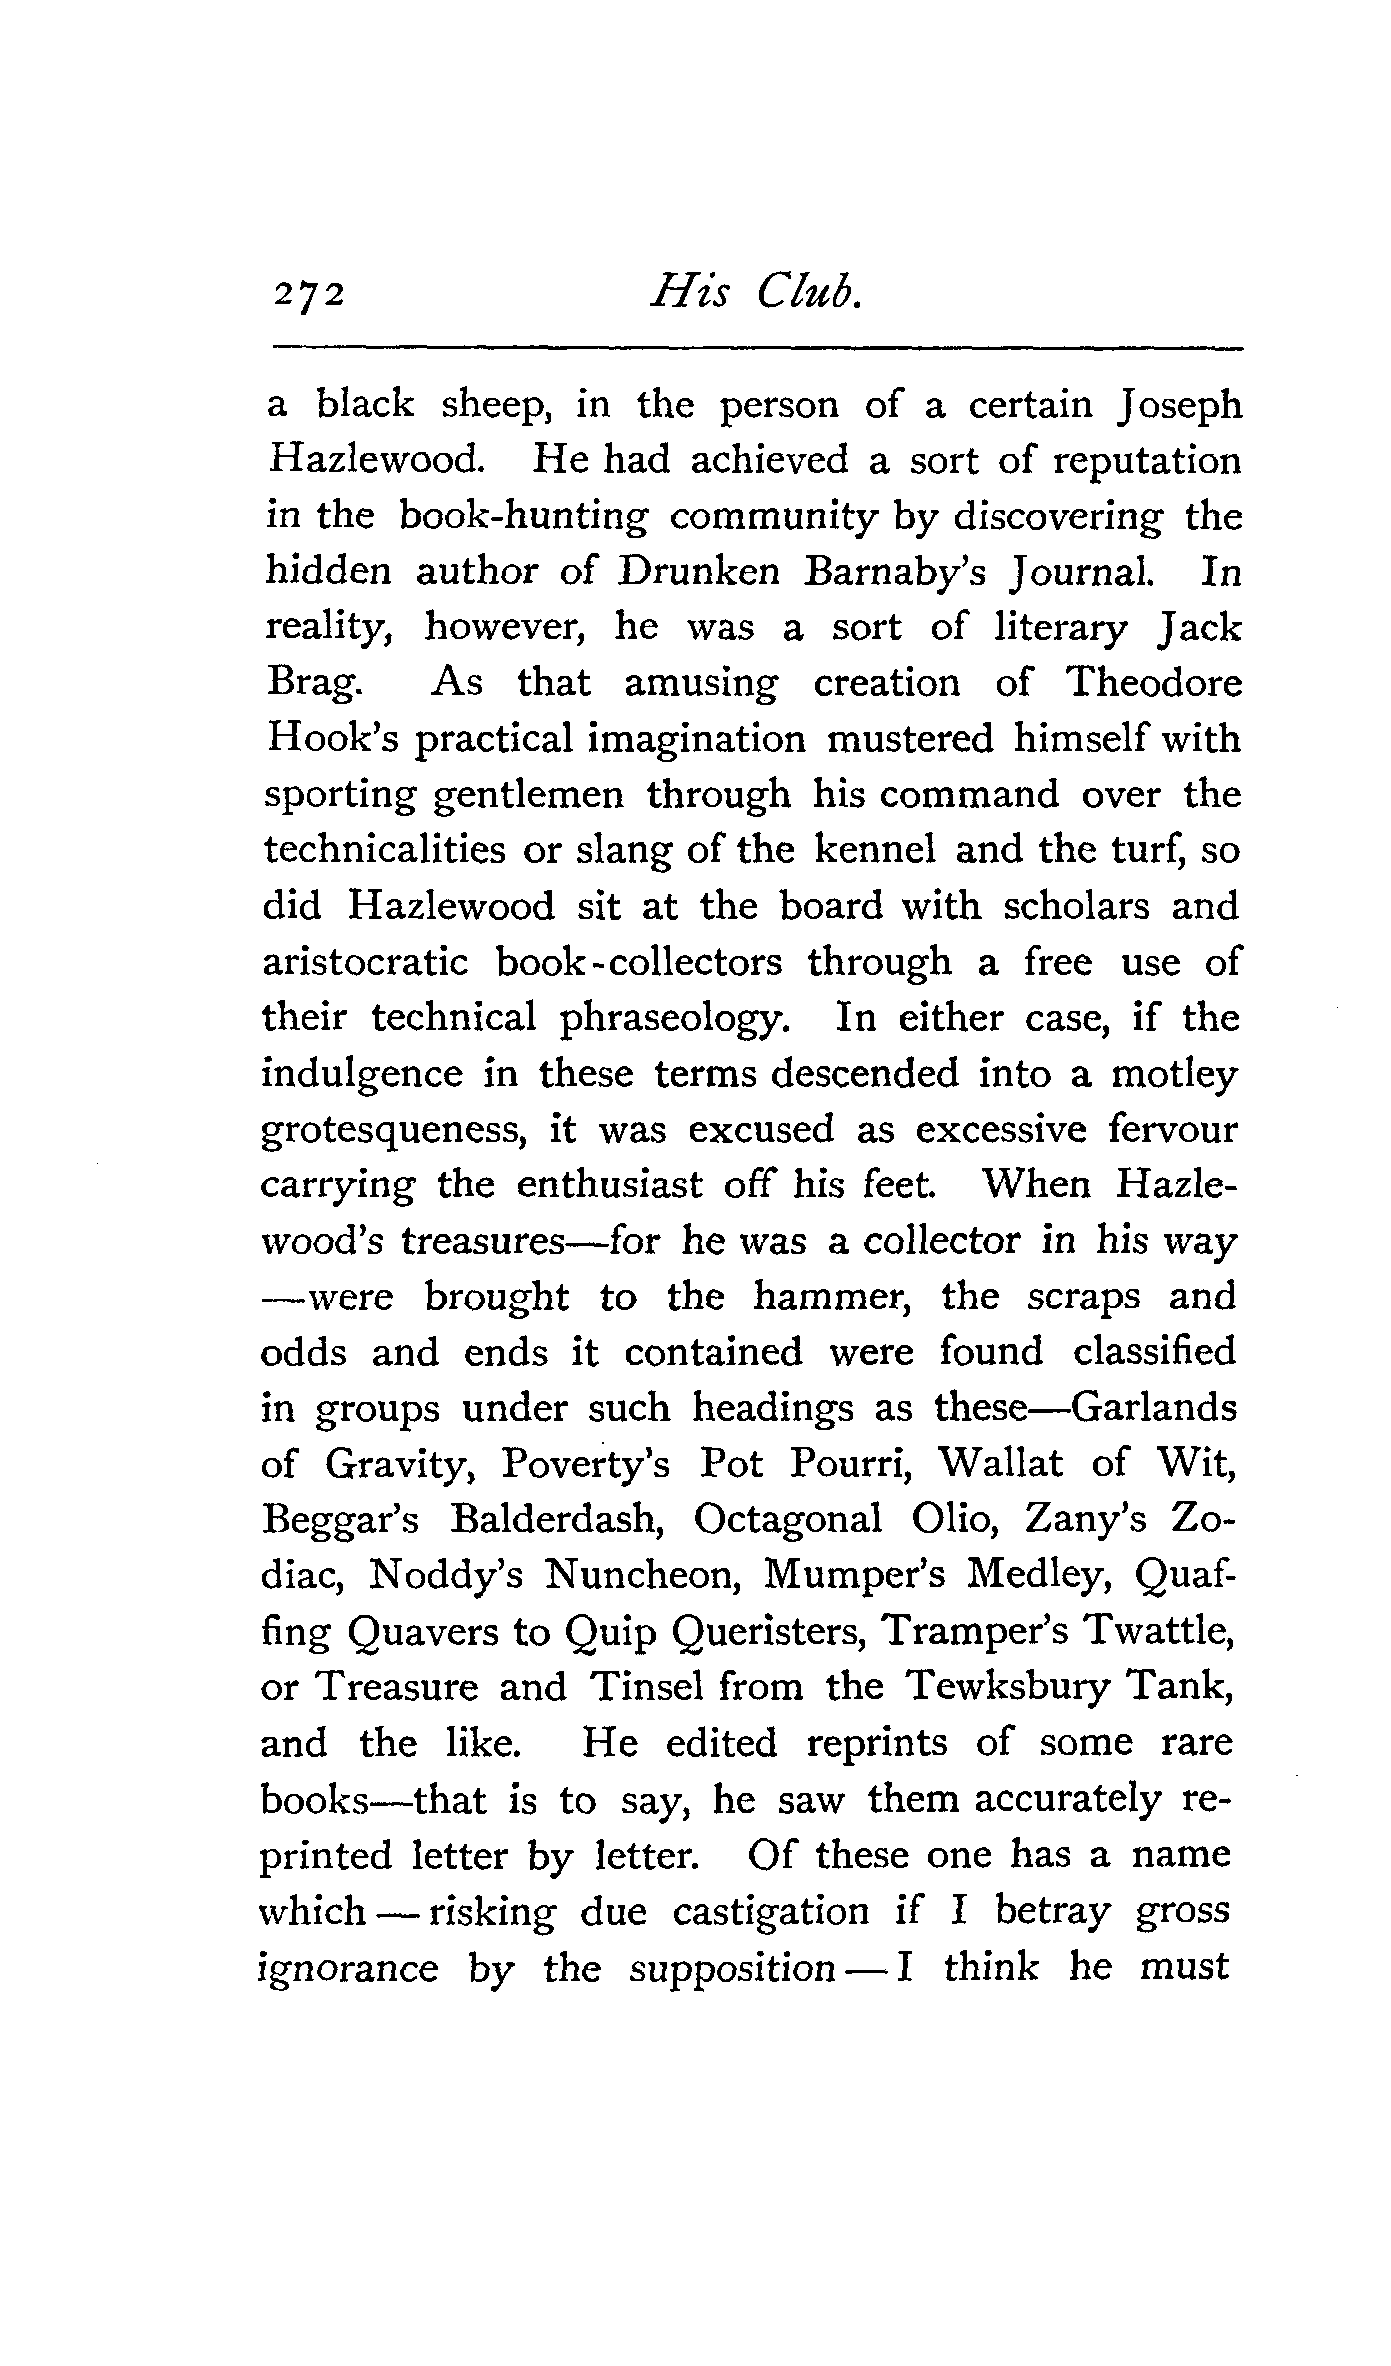 272 His Club.
a black sheep, in the person of a certain Joseph
Hazlewood. He had achieved a sort of reputation
in the book-hunting community by discovering the
hidden author of Drunken Barnaby's Journal. In
reality, however, he was a sort of literary Jack
Brag. As that amusing creation of Theodore
Hook's practical imagination mustered himself with
sporting gentlemen through his command over the
technicalities or slang of the kennel and the turf, so
did Hazlewood sit at the board with scholars and
aristocratic book-collectors through a free use of
their technical phraseology. In either case, if the
indulgence in these terms descended into a motley
grotesqueness, it was excused as excessive fervour
carrying the enthusiast off his feet. When Hazle-
wood's treasures—for he was a collector in his way
—were brought to the hammer, the scraps and
odds and ends it contained were found classified
in groups under such headings as these—Garlands
of Gravity, Poverty's Pot Pourri, Wallat of Wit,
Beggar's Balderdash, Octagonal Olio, Zany's Zo-
diac, Noddy's Nuncheon, Mumper's Medley, Quaf-
fing Quavers to Quip Queristers, Tramper's Twattle,
or Treasure and Tinsel from the Tewksbury Tank,
and the like. He edited reprints of some rare
books—that is to say, he saw them accurately re-
printed letter by letter. Of these one has a name
which — risking due castigation if I betray gross
ignorance by the supposition — I think he must